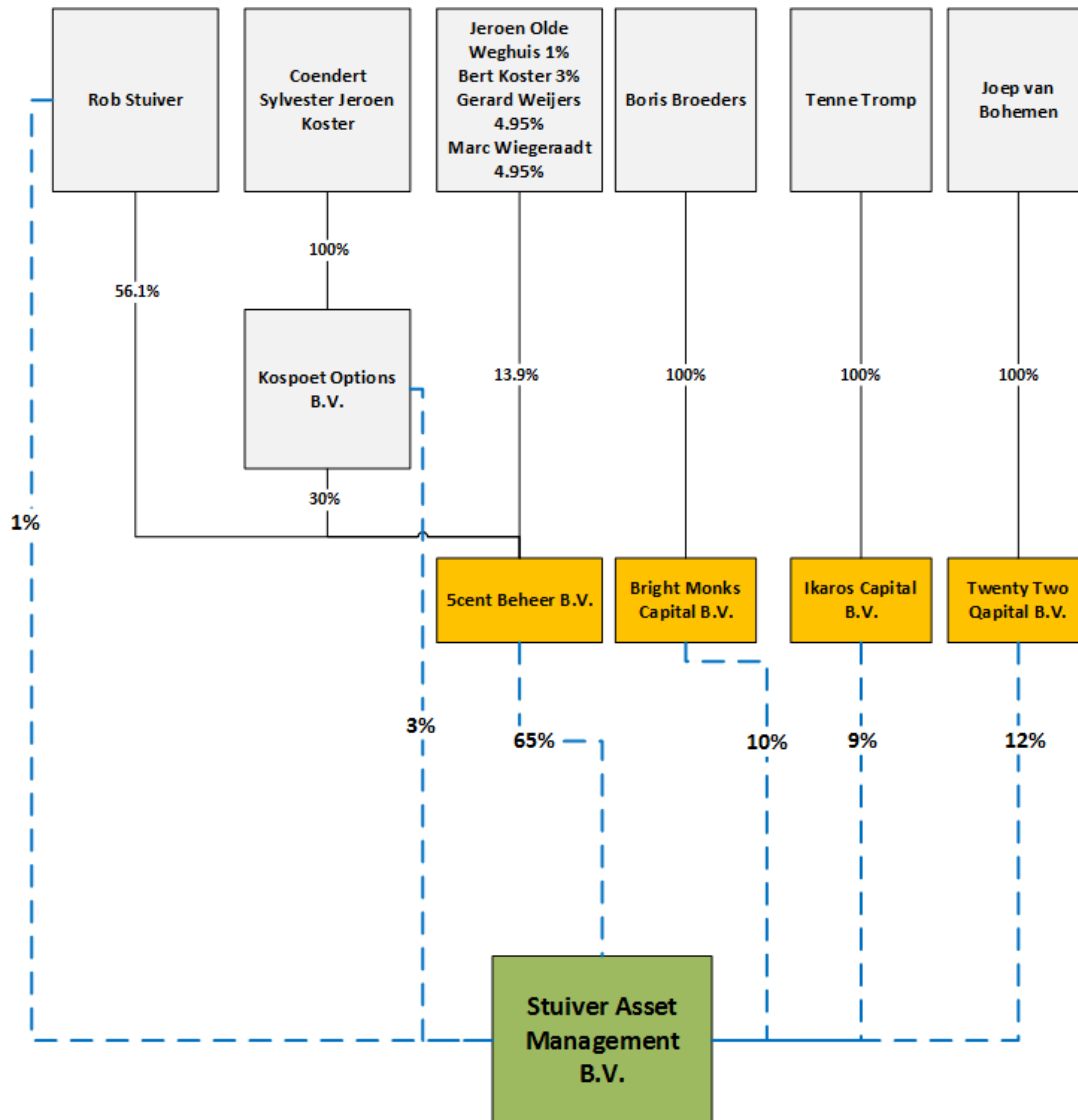 Rob Stuiver
Coendert
Sylvester Jeroen
Koster
Jeroen Olde
Weghuis 1%
Bert Koster 3%
Gerard Weijers
4.95%
Marc Wiegeraadt
4.95%
Boris Broeders
Tenne Tromp
Joep van
Bohemen
100%
56.1%
Kospoet Options
B.V.
13.9%
100%
100%
100%
30%
1%
5cent Beheer B.V.
Bright Monks
Capital B.V.
Ikaros Capital
B.V.
Twenty Two
Qapital B.V.
3%
65%
10%
9%
12%
Stuiver Asset
Management
B.V.